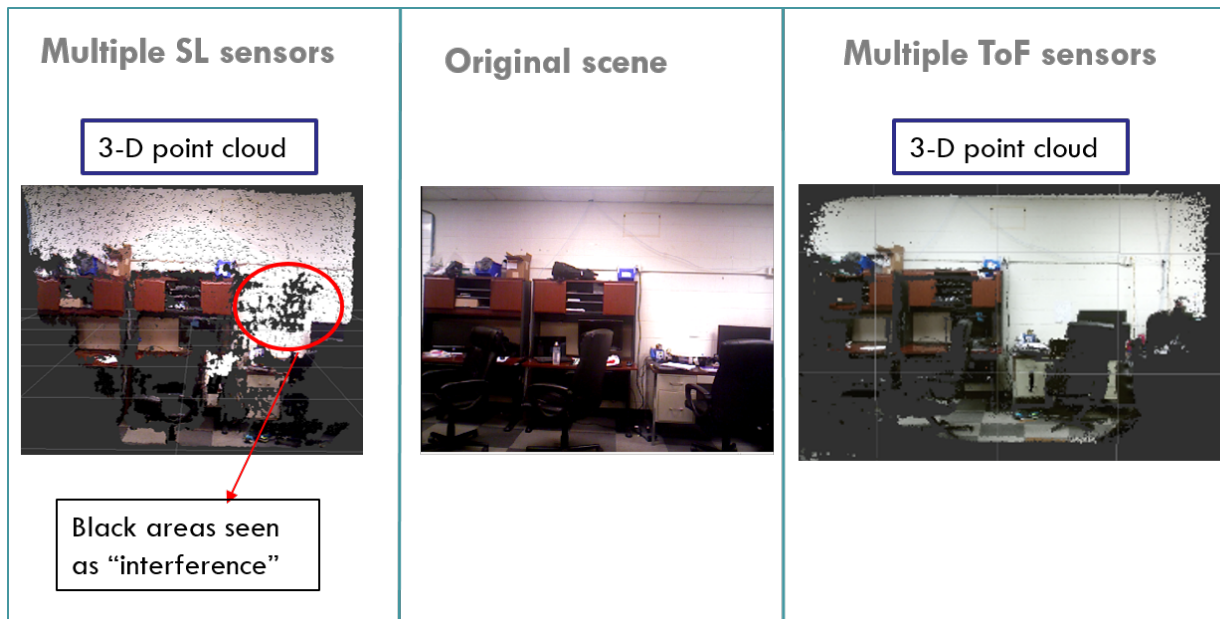 Multiple SL sensors
3-D point cloud
Black areas seen
as “interference”
Original scene
Multiple ToF sensors
3-D point cloud